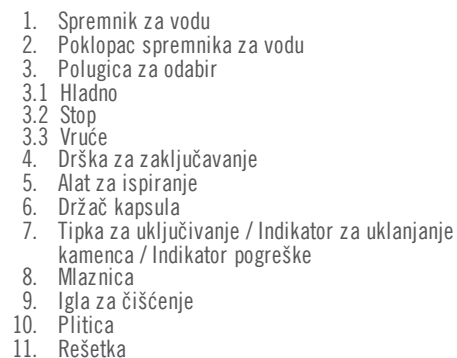 1. Spremnik za vodu
2. Poklopac spremnika za vodu
3. Polugica za odabir
3.1 Hladno
3.2 Stop
3.3 Vruće
4. Drška za zaključavanje
5. Alat za ispiranje
6. Držač kapsula
7. Tipka za uključivanje / Indikator za uklanjanje
kamenca / Indikator pogreške
8. Mlaznica
9. Igla za čišćenje
10. Plitica
11. Rešetka